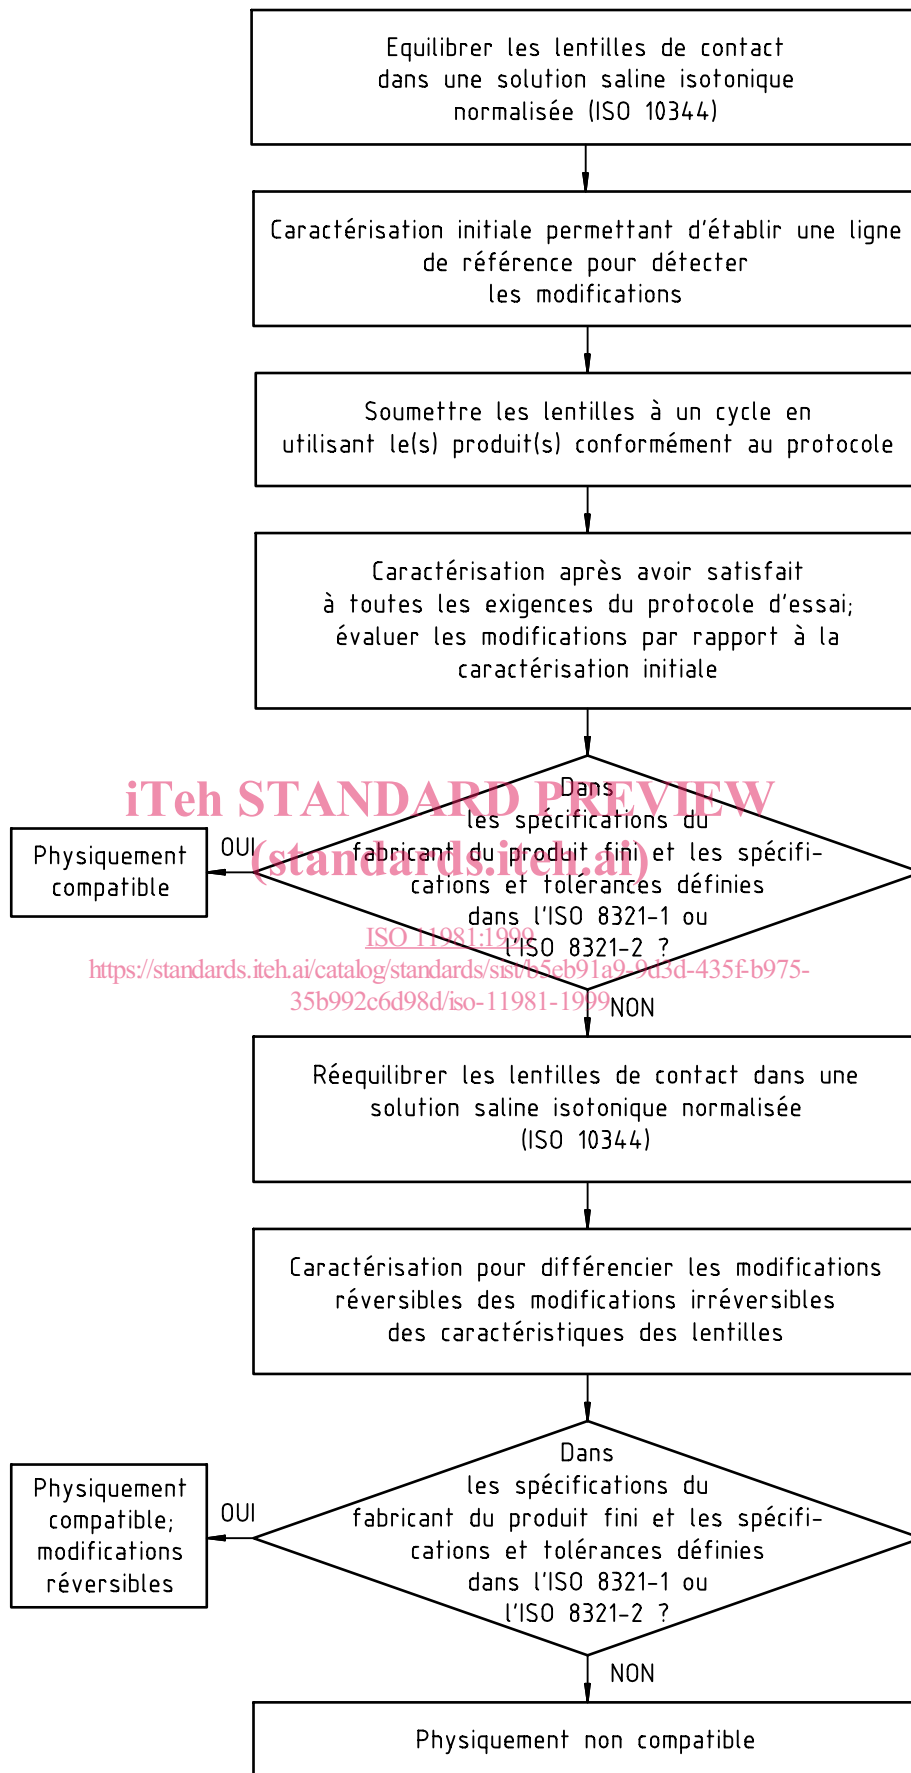 Equilibrer les lentilles de contact
dans une solution saline isotonique
normalisée (ISO 10344)
Caractérisation initiale permettant d'établir une ligne
de référence pour détecter
les modifications
Soumettre les lentilles à un cycle en
utilisant le(s) produit(s) conformément au protocole
Caractérisation après avoir satisfait
à toutes les exigences du protocole d'essai;
évaluer les modifications par rapport à la
caractérisation initiale
iTeh STANDARD PREVIEW
(standards.iteh.ai)
ISO 11981:1999
https://standards.iteh.ai/catalog/standards/sist/b5eb91a9-9d3d-435f-b975-
35b992c6d98d/iso-11981-1999
Dans
les spécifications du
fabricant du produit fini et les spécifi-
cations et tolérances définies
dans l'ISO 8321-1 ou
l'ISO 8321-2 ?
OUI
Physiquement
compatible
NON
Réequilibrer les lentilles de contact dans une
solution saline isotonique normalisée
(ISO 10344)
Caractérisation pour différencier les modifications
réversibles des modifications irréversibles
des caractéristiques des lentilles
Dans
les spécifications du
fabricant du produit fini et les spécifi-
cations et tolérances définies
dans l'ISO 8321-1 ou
l'ISO 8321-2 ?
OUI
Physiquement
compatible;
modifications
réversibles
NON
Physiquement non compatible